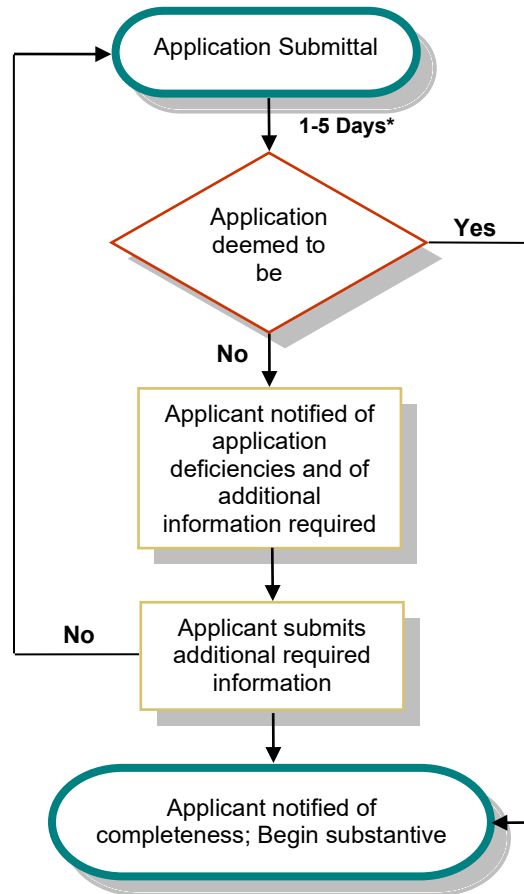 Application Submittal
1-5 Days*
Application
deemed to
be
Yes
No
Applicant notified of
application
deficiencies and of
additional
information required
No
Applicant submits
additional required
information
Applicant notified of
completeness; Begin substantive